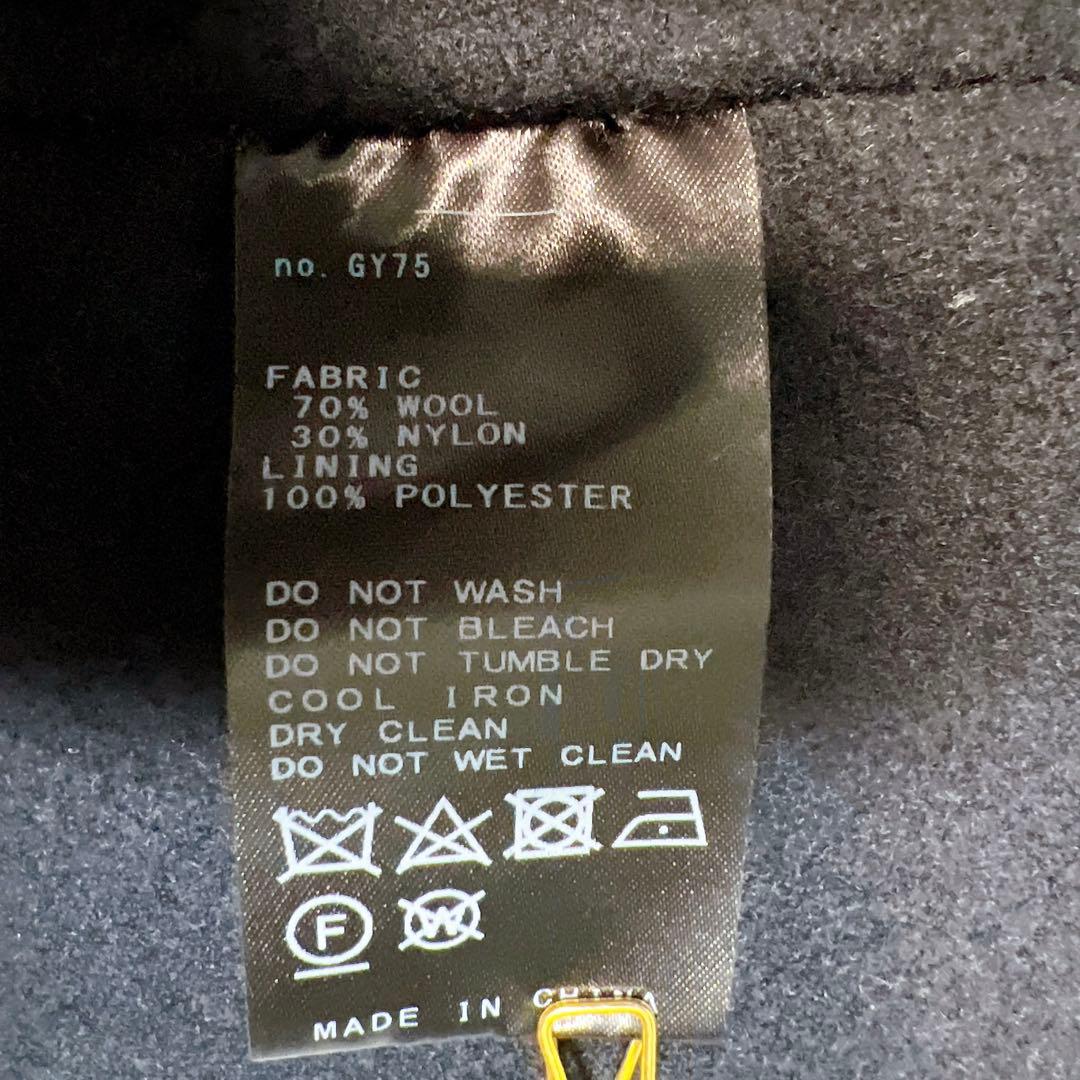 no. GY75
FABRIC
70% WOOL
30% NYLON
LINING
100% POLYESTER
DO NOT WASH
DO NOT BLEACH
DO NOT TUMBLE DRY
COOL IRON
DRY CLEAN
DO NOT WET CLEAN
F W
MADE IN CHINA